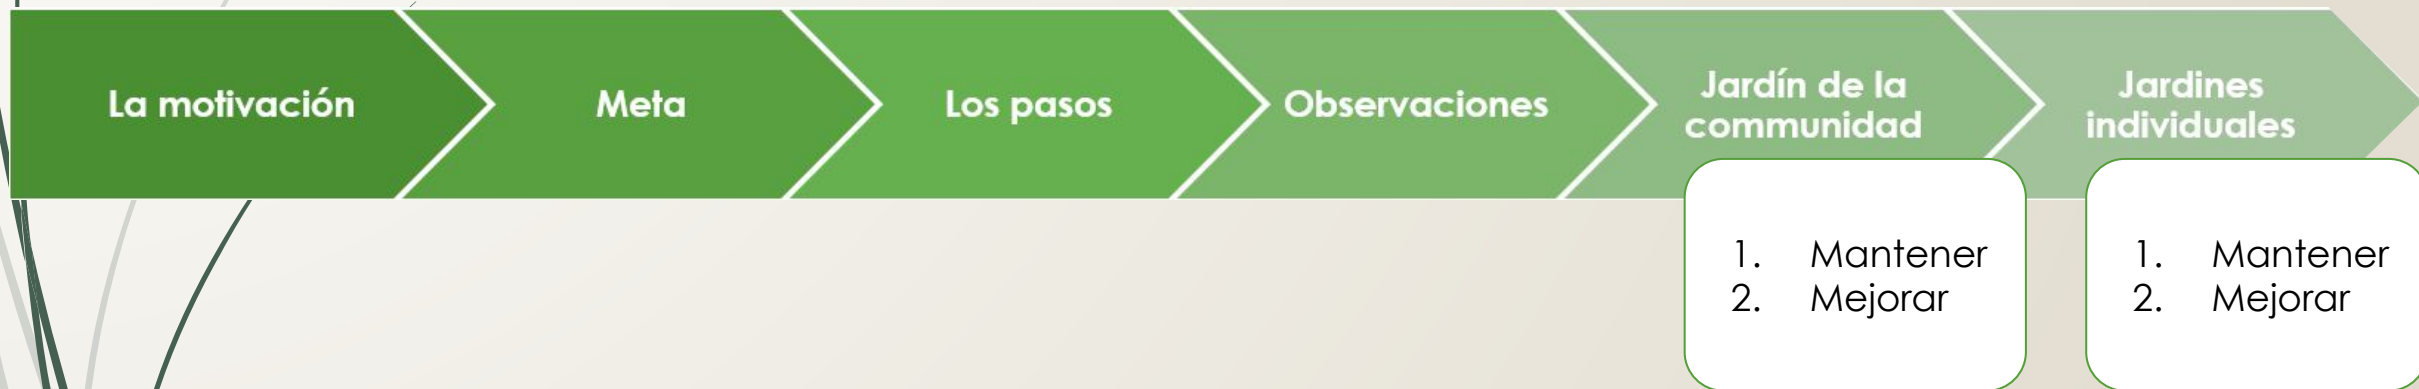 La motivación
Meta
Los pasos
Observaciones
Jardín de la
communidad
Jardines
individuales
1. Mantener
2. Mejorar
1. Mantener
2. Mejorar